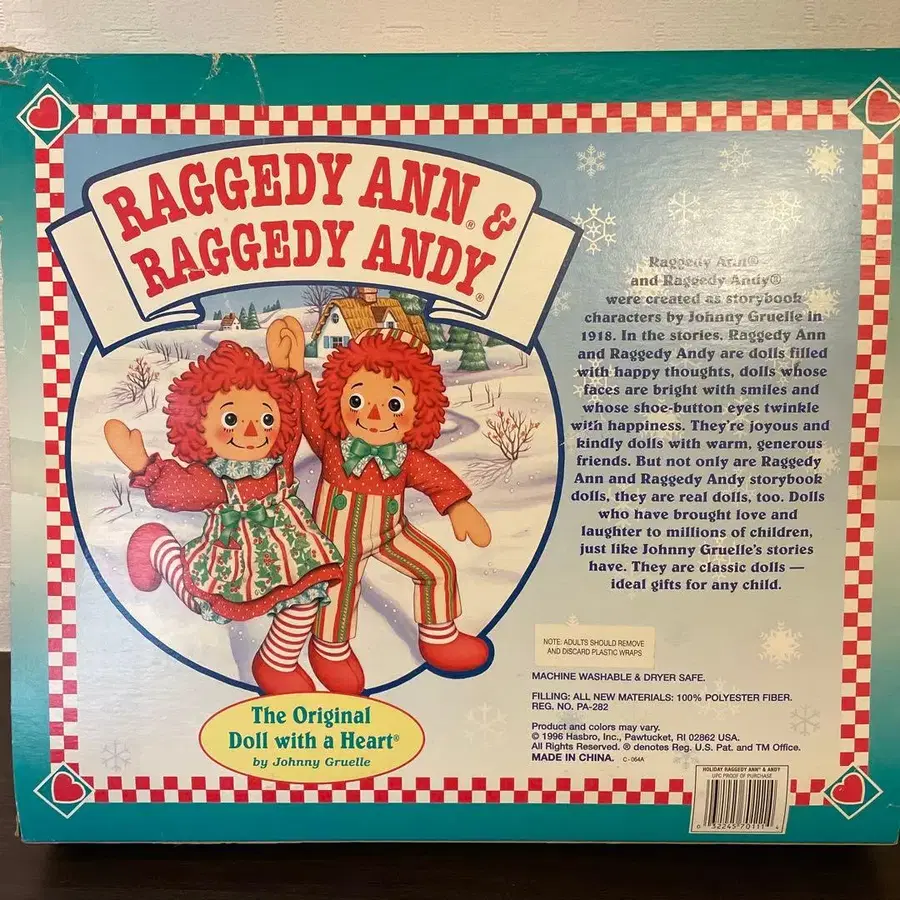 RAGGEDY ANN® &
RAGGEDY ANDY®
Raggedy Ann®
and Raggedy Andy®
were created as storybook
characters by Johnny Gruelle in
1918. In the stories, Raggedy Ann
and Raggedy Andy are dolls filled
with happy thoughts, dolls whose
faces are bright with smiles and
whose shoe-button eyes twinkle
with happiness. They're joyous and
kindly dolls with warm, generous
friends. But not only are Raggedy
Ann and Raggedy Andy storybook
dolls, they are real dolls, too. Dolls
who have brought love and
laughter to millions of children,
just like Johnny Gruelle's stories
have. They are classic dolls —
ideal gifts for any child.
The Original
Doll with a Heart®
by Johnny Gruelle
NOTE: ADULTS SHOULD REMOVE
AND DISCARD PLASTIC WRAPS
MACHINE WASHABLE & DRYER SAFE.
FILLING: ALL NEW MATERIALS: 100% POLYESTER FIBER.
REG. NO. PA-282
Product and colors may vary.
© 1996 Hasbro, Inc., Pawtucket, RI 02862 USA.
All Rights Reserved. ® denotes Reg. U.S. Pat. and TM Office.
MADE IN CHINA. C-064A
HOLIDAY RAGGEDY ANN® & ANDY
UPC PROOF OF PURCHASE
0 32245 70111 4